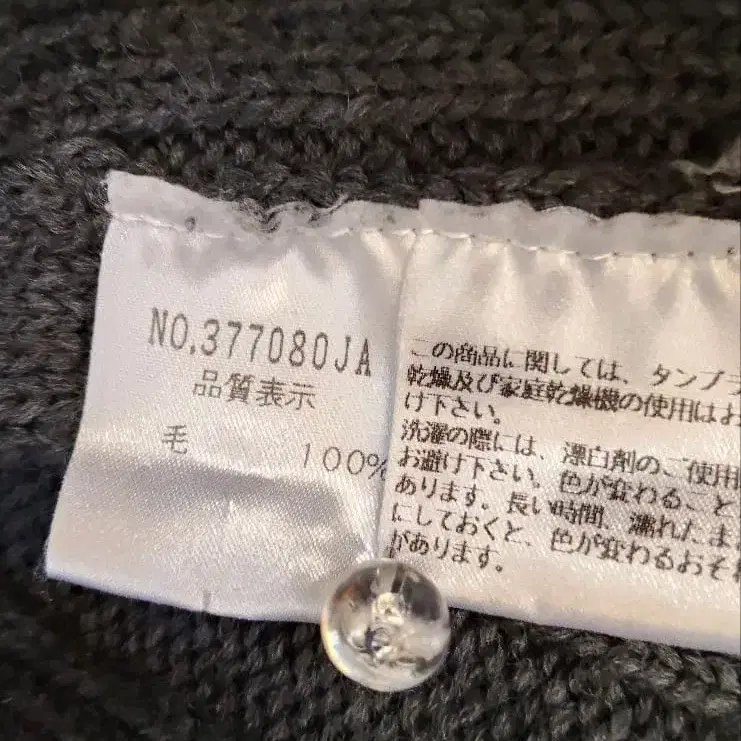 NO.377080JA
品質表示
毛 100%
この商品に関しては、タンブラ
乾燥及び家庭乾燥機の使用はお
け下さい。
洗濯の際には、漂白剤のご使用
お避け下さい。色が変わること
あります。長い時間、濡れたま
にしておくと、色が変わるおそ
があります。